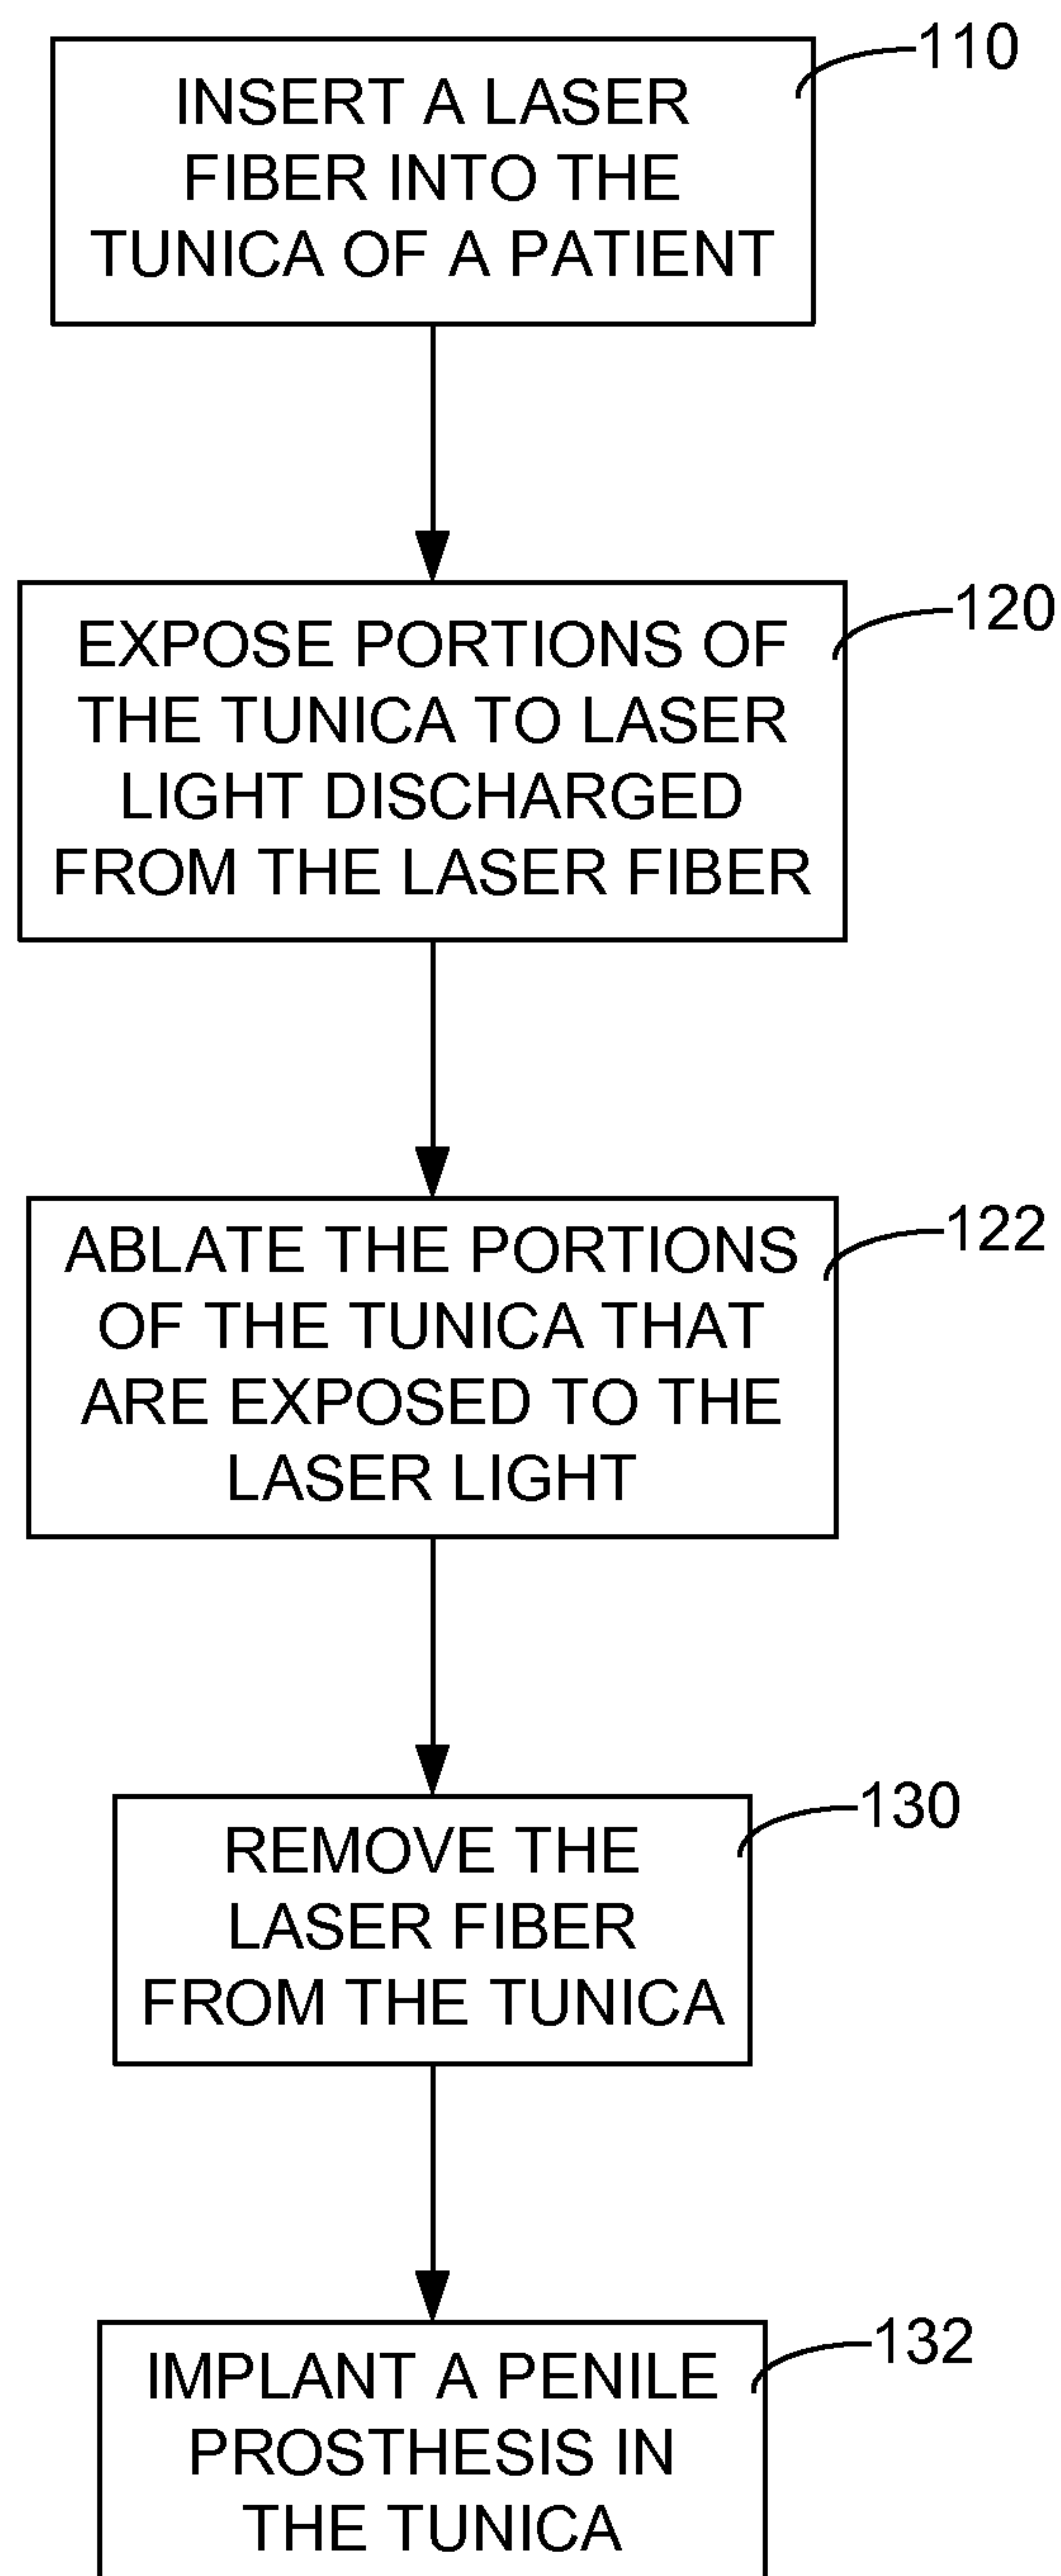 110
INSERT A LASER
FIBER INTO THE
TUNICA OF A PATIENT
120
EXPOSE PORTIONS OF
THE TUNICA TO LASER
LIGHT DISCHARGED
FROM THE LASER FIBER
122
ABLATE THE PORTIONS
OF THE TUNICA THAT
ARE EXPOSED TO THE
LASER LIGHT
130
REMOVE THE
LASER FIBER
FROM THE TUNICA
132
IMPLANT A PENILE
PROSTHESIS IN
THE TUNICA